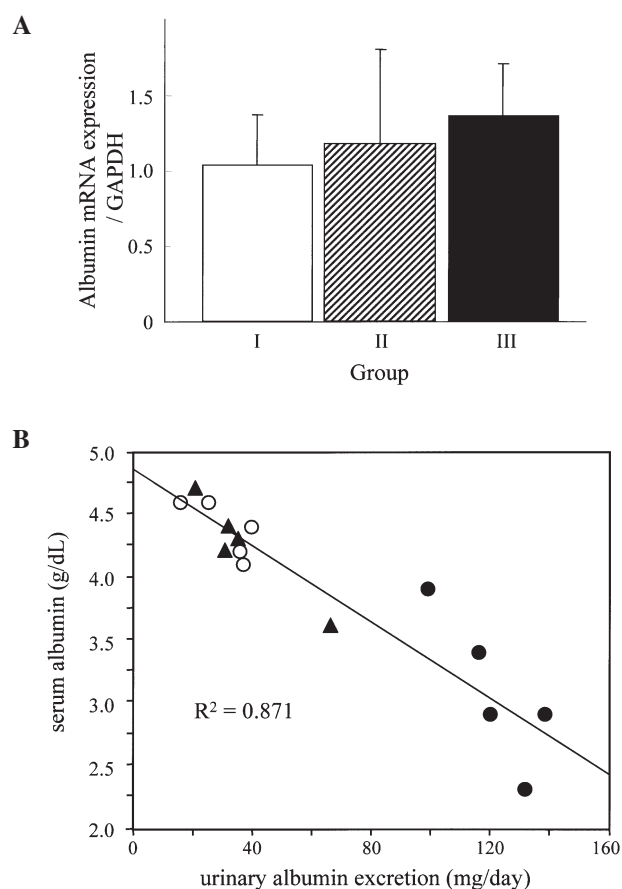 A
Albumin mRNA expression
/ GAPDH
1.5
1.0
0.5
0
I II III
Group
B
serum albumin (g/dL)
5.0
4.5
4.0
3.5
3.0
2.5
2.0
R² = 0.871
0 40 80 120 160
urinary albumin excretion (mg/day)